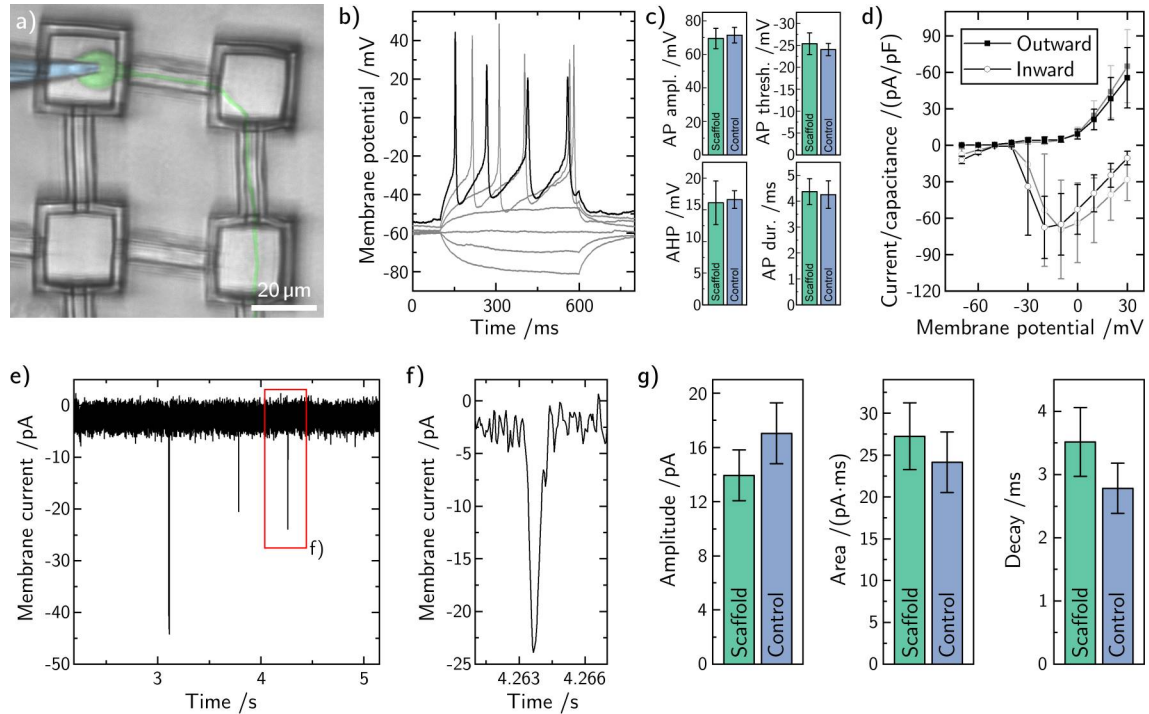 a)
20 µm
b)
Membrane potential /mV
40
20
0
-20
-40
-60
-80
0
300
600
Time /ms
c)
AP ampl. /mV
80
60
40
20
0
Scaffold
Control
AP thresh. /mV
-35
-30
-25
-20
-15
-10
-5
0
Scaffold
Control
AHP /mV
20
15
10
5
0
Scaffold
Control
AP dur. /ms
5
4
3
2
1
0
Scaffold
Control
d)
Current/capacitance /(pA/pF)
90
-60
-30
0
30
-60
-90
-120
Outward
Inward
-60
-30
0
30
Membrane potential /mV
e)
Membrane current /pA
0
-10
-20
-30
-40
-50
f)
3
4
5
Time /s
f)
Membrane current /pA
0
-5
-10
-15
-20
-25
4.263
4.266
Time /s
g)
Amplitude /pA
20
18
16
14
12
10
8
6
4
2
0
Scaffold
Control
Area /(pA·ms)
30
25
20
15
10
5
0
Scaffold
Control
Decay /ms
4
3
2
1
0
Scaffold
Control